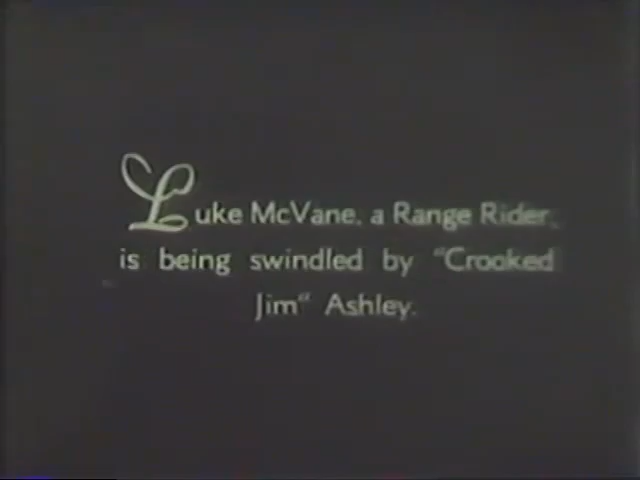 Luke McVane, a Range Rider,
is being swindled by "Crooked
Jim" Ashley.